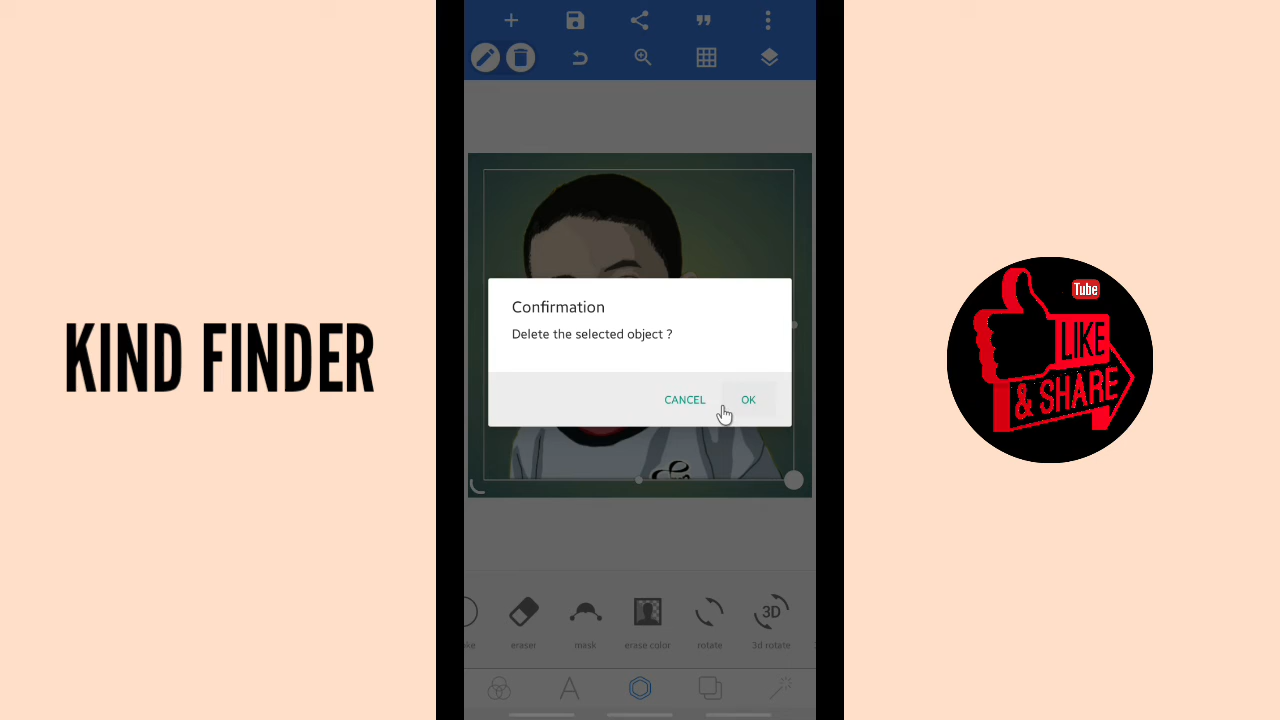 KIND FINDER
Confirmation
Delete the selected object ?
CANCEL
OK
eraser
mask
erase color
rotate
3D
3d rotate
Tube
LIKE
& SHARE